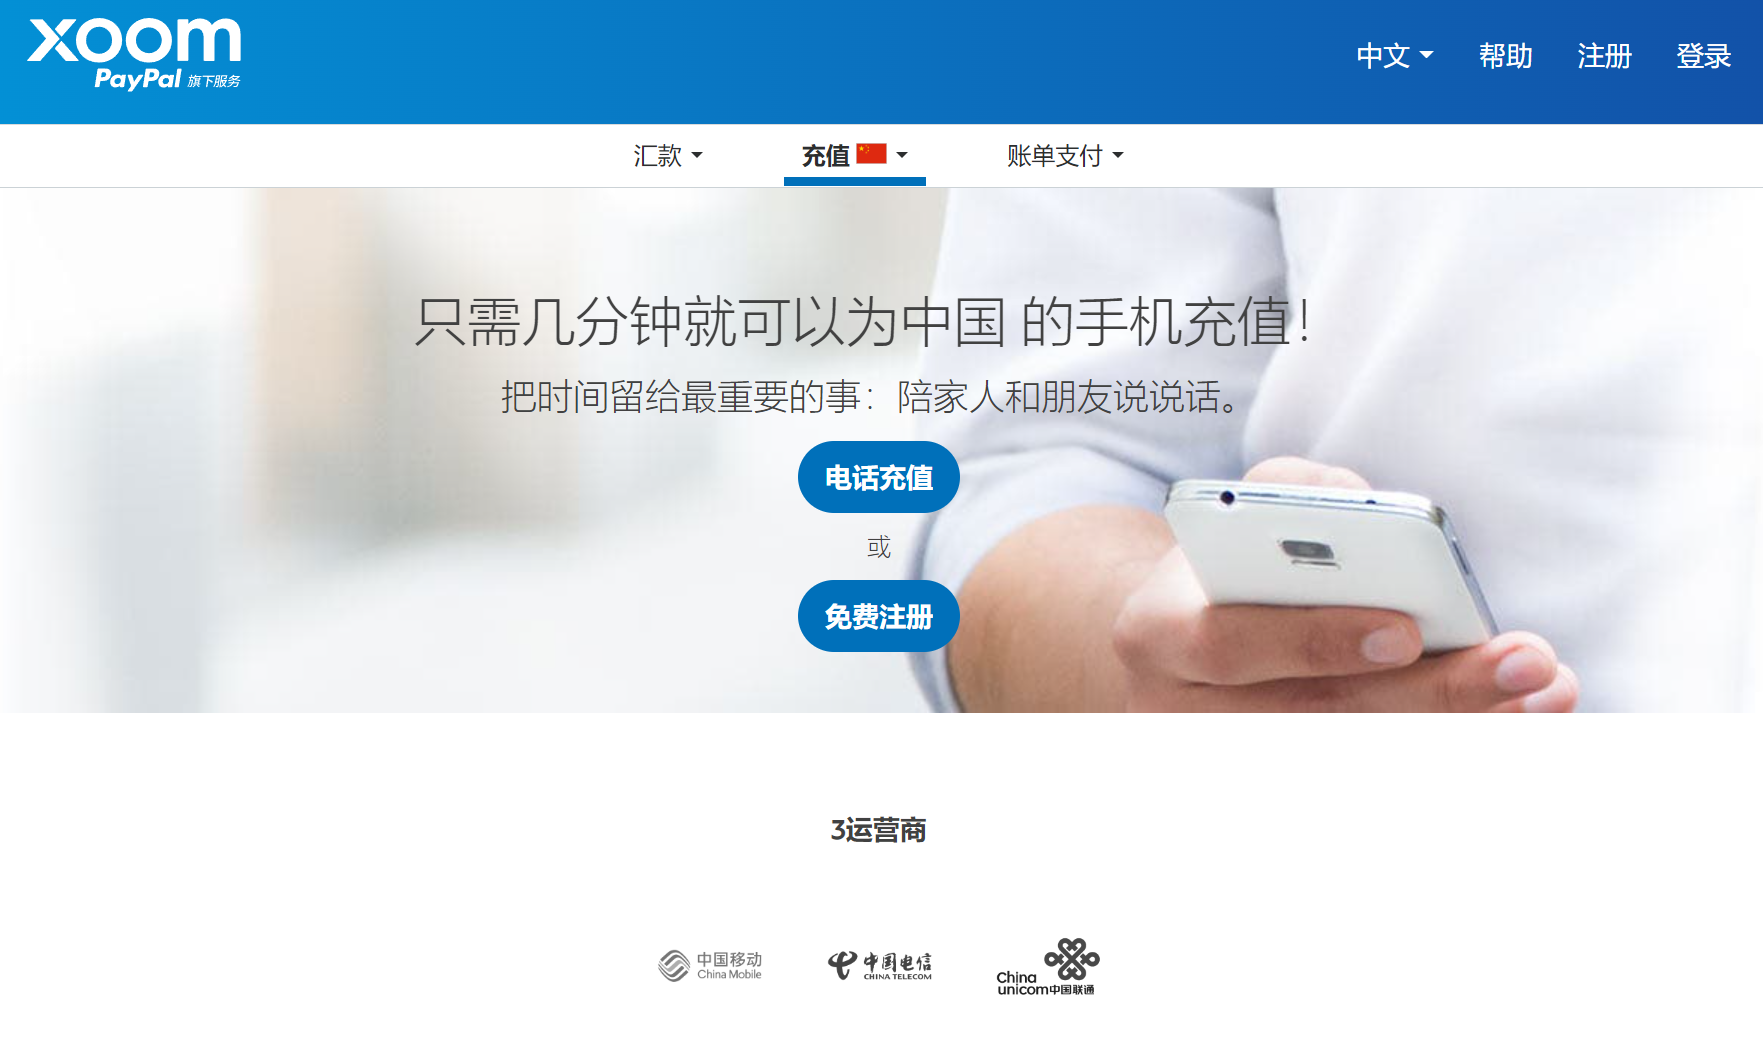 xoom
PayPal 旗下服务
中文 帮助 注册 登录
汇款 充值 账单支付
只需几分钟就可以为中国 的手机充值！
把时间留给最重要的事：陪家人和朋友说说话。
电话充值
或
免费注册
3运营商
中国移动
China Mobile
中国电信
CHINA TELECOM
China
unicom中国联通